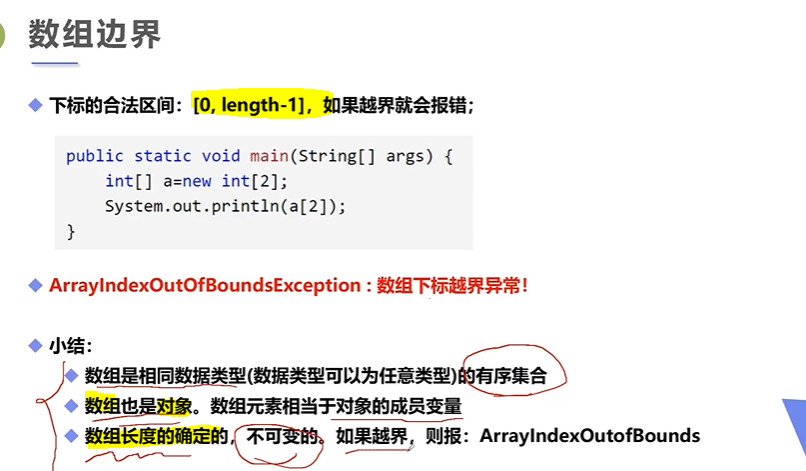 数组边界
下标的合法区间：[0, length-1]，如果越界就会报错；
public static void main(String[] args) {
int[] a=new int[2];
System.out.println(a[2]);
}
ArrayIndexOutOfBoundsException : 数组下标越界异常！
小结：
数组是相同数据类型(数据类型可以为任意类型)的有序集合
数组也是对象。数组元素相当于对象的成员变量
数组长度的确定的，不可变的。如果越界，则报：ArrayIndexOutofBounds